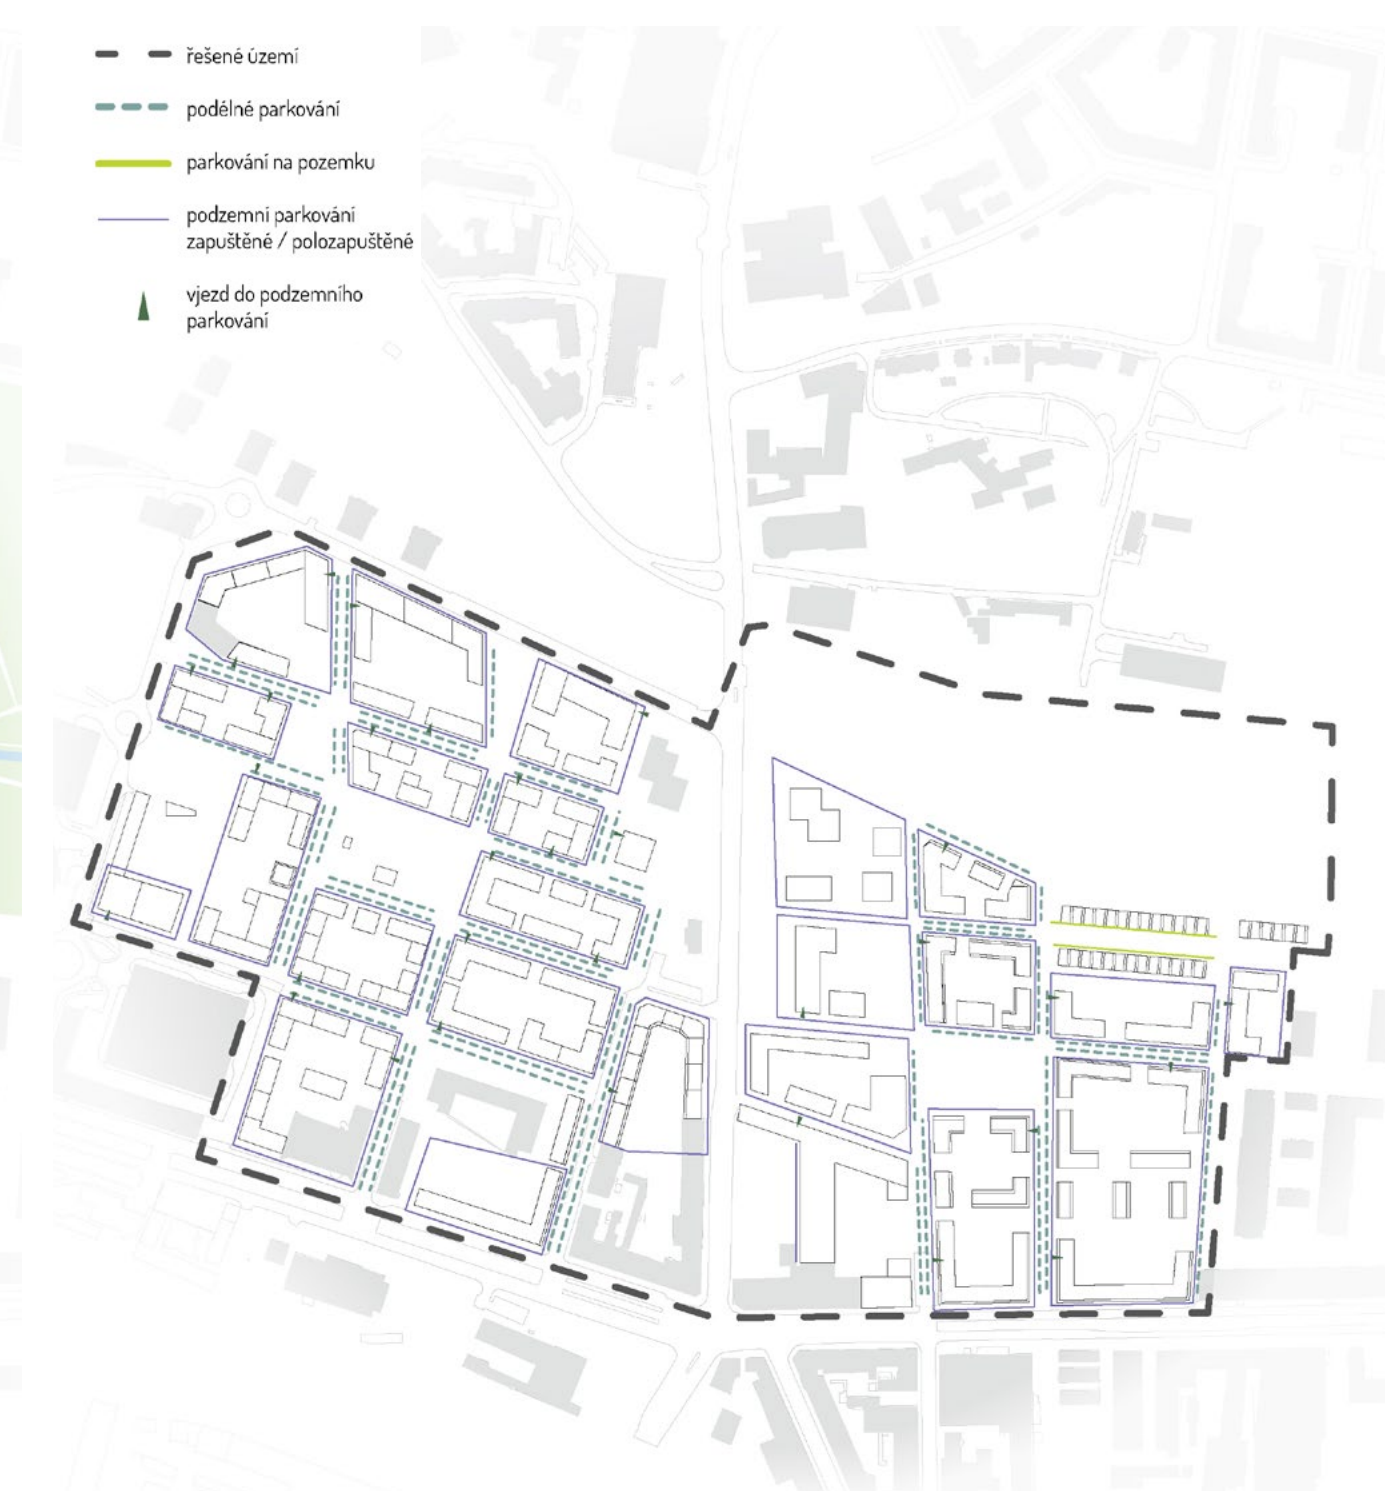 řešené území
podélné parkování
parkování na pozemku
podzemní parkování
zapuštěné / polozapuštěné
vjezd do podzemního
parkování